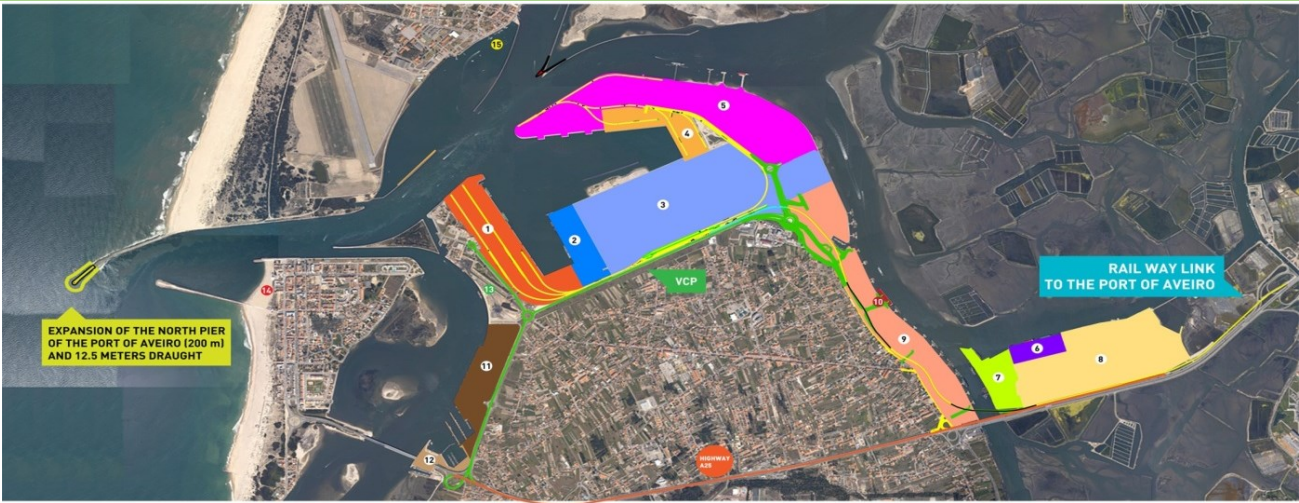 15
5
4
3
1
2
VCP
RAIL WAY LINK
TO THE PORT OF AVEIRO
13
14
10
EXPANSION OF THE NORTH PIER
OF THE PORT OF AVEIRO (200 m)
AND 12.5 METERS DRAUGHT
9
6
8
11
7
12
HIGHWAY
A25